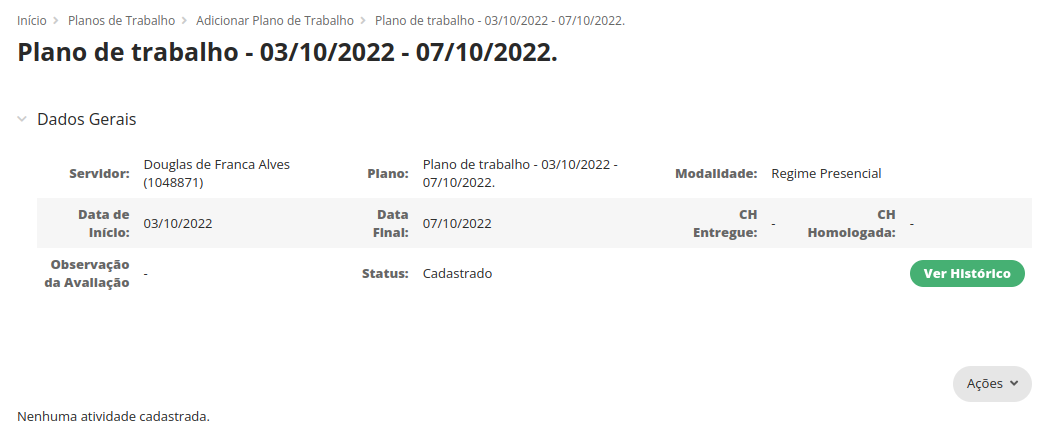 Início > Planos de Trabalho > Adicionar Plano de Trabalho > Plano de trabalho - 03/10/2022 - 07/10/2022.
Plano de trabalho - 03/10/2022 - 07/10/2022.
Dados Gerais
Servidor: Douglas de Franca Alves (1048871) Plano: Plano de trabalho - 03/10/2022 - 07/10/2022. Modalidade: Regime Presencial
Data de Início: 03/10/2022 Data Final: 07/10/2022 CH Entregue: - CH Homologada: -
Observação da Avaliação - Status: Cadastrado Ver Histórico
Ações
Nenhuma atividade cadastrada.